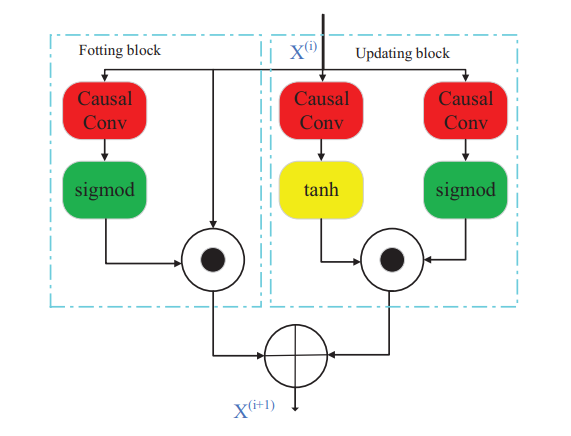 Fotting block
X(i)
Updating block
Causal
Conv
Causal
Conv
Causal
Conv
sigmod
tanh
sigmod
X(i+1)